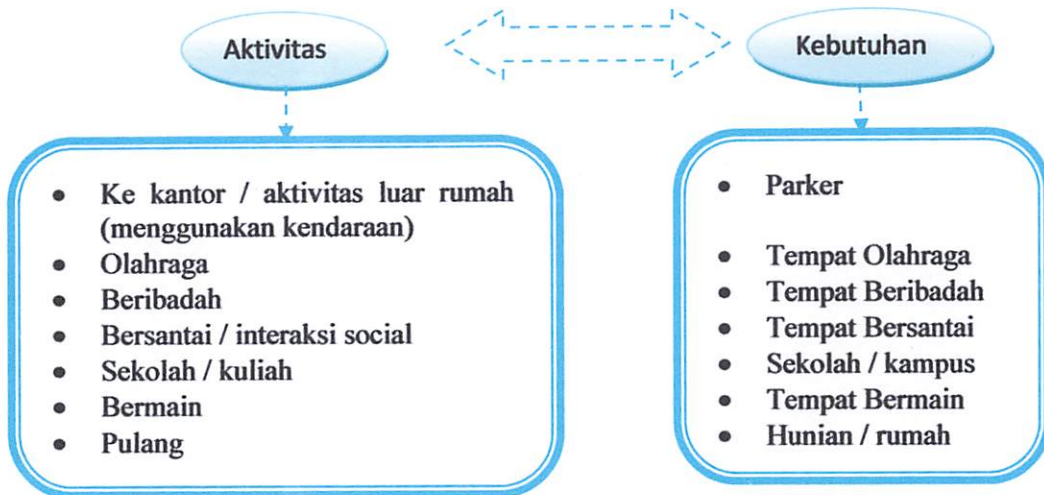 Aktivitas
Kebutuhan
• Ke kantor / aktivitas luar rumah
(menggunakan kendaraan)
• Olahraga
• Beribadah
• Bersantai / interaksi social
• Sekolah / kuliah
• Bermain
• Pulang
• Parker
• Tempat Olahraga
• Tempat Beribadah
• Tempat Bersantai
• Sekolah / kampus
• Tempat Bermain
• Hunian / rumah